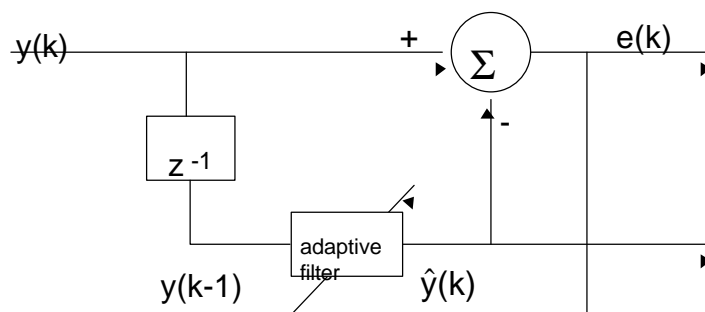 y(k) + Σ e(k)
-
z -1
adaptive
filter
y(k-1) ŷ(k)